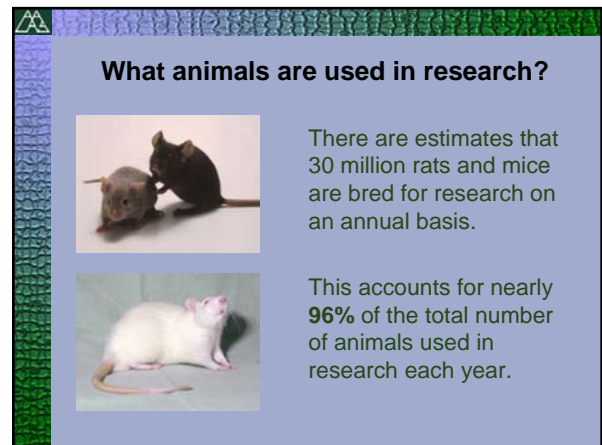 What animals are used in research?
There are estimates that
30 million rats and mice
are bred for research on
an annual basis.
This accounts for nearly
96% of the total number
of animals used in
research each year.